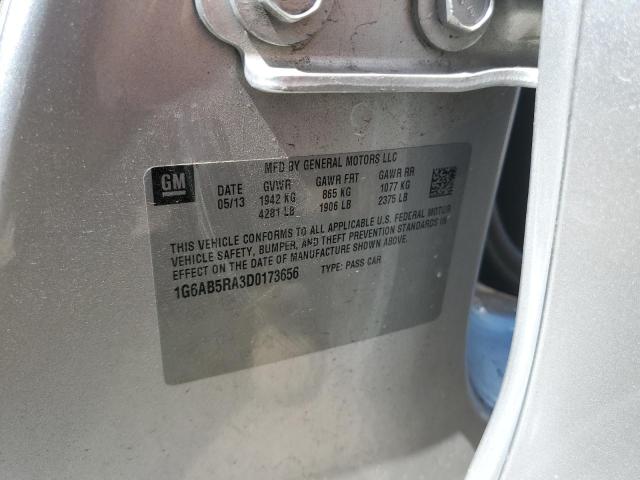 MFD BY GENERAL MOTORS LLC
GM
DATE GVWR GAWR FRT GAWR RR
05/13 1942 KG 865 KG 1077 KG
4281 LB 1906 LB 2375 LB
THIS VEHICLE CONFORMS TO ALL APPLICABLE U.S. FEDERAL MOTOR
VEHICLE SAFETY, BUMPER, AND THEFT PREVENTION STANDARDS IN
EFFECT ON THE DATE OF MANUFACTURE SHOWN ABOVE.
1G6AB5RA3D0173656 TYPE: PASS CAR